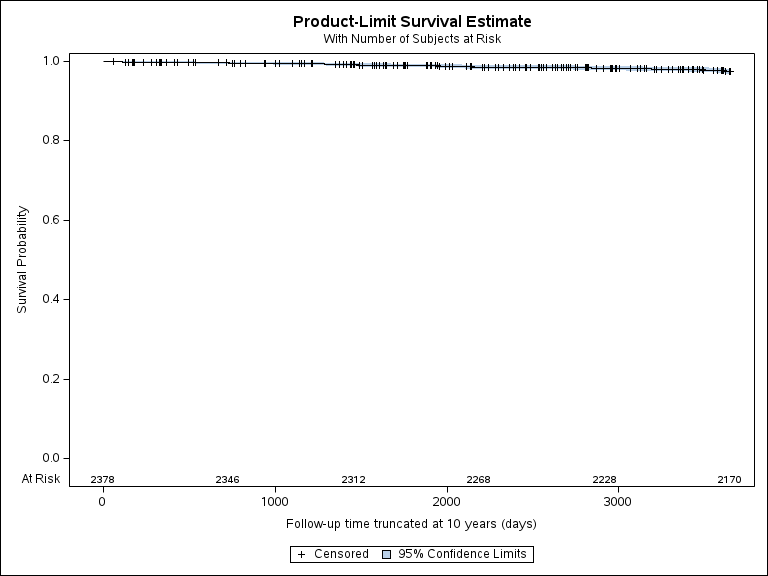 Product-Limit Survival Estimate
With Number of Subjects at Risk
1.0
0.8
0.6
0.4
0.2
0.0
Survival Probability
At Risk 2378 2346 2312 2268 2228 2170
0 1000 2000 3000
Follow-up time truncated at 10 years (days)
+ Censored 95% Confidence Limits